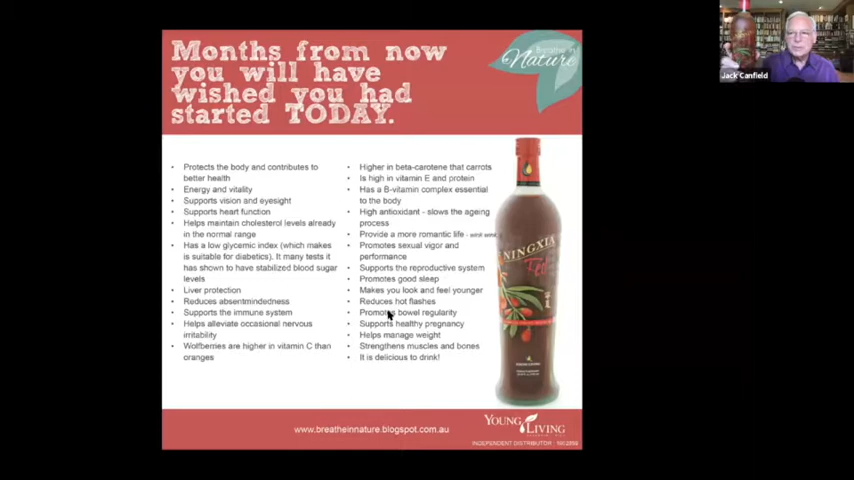 Months from now
you will have
wished you had
started TODAY.
Breathe in
Nature
Jack Canfield
Protects the body and contributes to
better health
Energy and vitality
Supports vision and eyesight
Supports heart function
Helps maintain cholesterol levels already
in the normal range
Has a low glycemic index (which makes
is suitable for diabetics). It many tests it
has shown to have stabilized blood sugar
levels
Liver protection
Reduces absentmindedness
Supports the immune system
Helps alleviate occasional nervous
irritability
Wolfberries are higher in vitamin C than
oranges
Higher in beta-carotene that carrots
Is high in vitamin E and protein
Has a B-vitamin complex essential
to the body
High antioxidant - slows the ageing
process
Provide a more romantic life - wink wink
Promotes sexual vigor and
performance
Supports the reproductive system
Promotes good sleep
Makes you look and feel younger
Reduces hot flashes
Promotes bowel regularity
Supports healthy pregnancy
Helps manage weight
Strengthens muscles and bones
It is delicious to drink!
NINGXIA
Red
www.breatheinnature.blogspot.com.au
YOUNG LIVING
INDEPENDENT DISTRIBUTOR